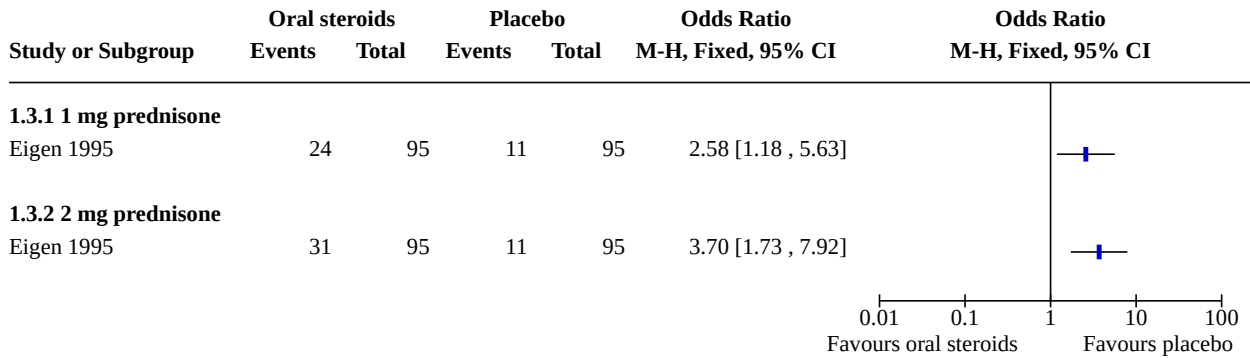 Oral steroids Placebo Odds Ratio Odds Ratio
Study or Subgroup Events Total Events Total M-H, Fixed, 95% CI M-H, Fixed, 95% CI
1.3.1 1 mg prednisone
Eigen 1995 24 95 11 95 2.58 [1.18 , 5.63]
1.3.2 2 mg prednisone
Eigen 1995 31 95 11 95 3.70 [1.73 , 7.92]
0.01 0.1 1 10 100
Favours oral steroids Favours placebo